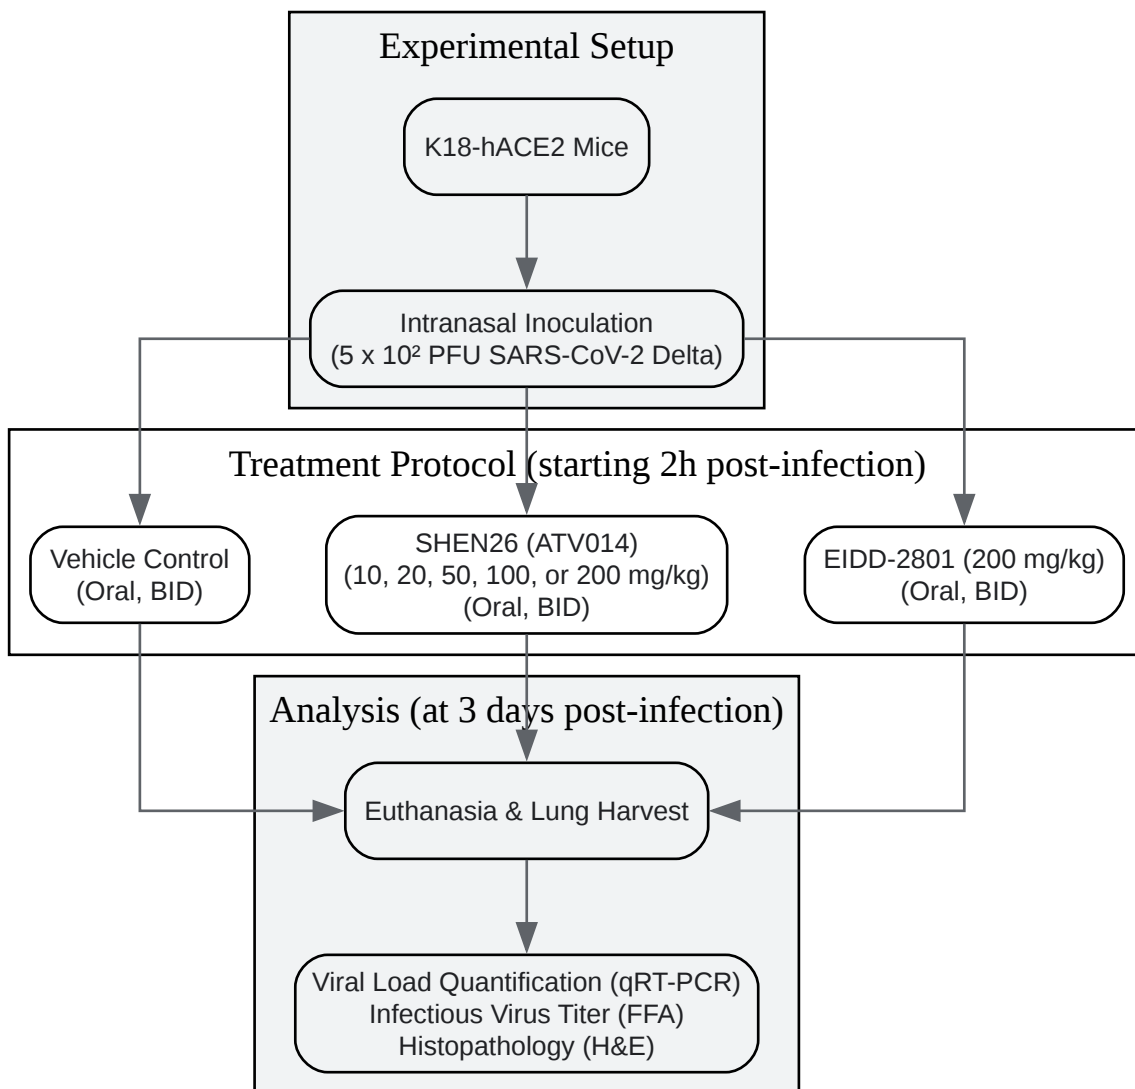 Experimental Setup
K18-hACE2 Mice
Intranasal Inoculation
(5 x 10² PFU SARS-CoV-2 Delta)
Treatment Protocol (starting 2h post-infection)
Vehicle Control
(Oral, BID)
SHEN26 (ATV014)
(10, 20, 50, 100, or 200 mg/kg)
(Oral, BID)
EIDD-2801 (200 mg/kg)
(Oral, BID)
Analysis (at 3 days post-infection)
Euthanasia & Lung Harvest
Viral Load Quantification (qRT-PCR)
Infectious Virus Titer (FFA)
Histopathology (H&E)